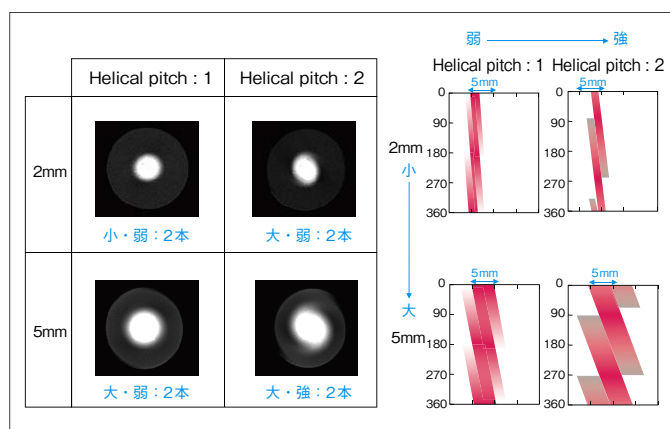 Helical pitch : 1
Helical pitch : 2
2mm
小・弱：2本
大・弱：2本
5mm
大・弱：2本
大・強：2本
弱
強
Helical pitch : 1
Helical pitch : 2
5mm
5mm
0
90
180
270
360
0
90
180
270
360
2mm
小
大
5mm
5mm
5mm
0
90
180
270
360
0
90
180
270
360